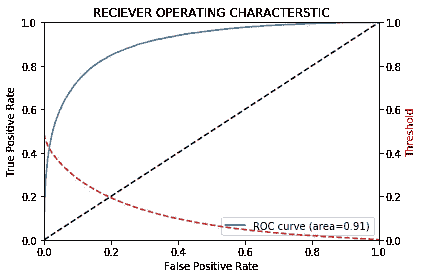 RECIEVER OPERATING CHARACTERSTIC
1.0
0.8
0.6
0.4
0.2
0.0
True Positive Rate
1.0
0.8
0.6
0.4
0.2
0.0
Threshold
ROC curve (area=0.91)
0.0 0.2 0.4 0.6 0.8 1.0
False Positive Rate